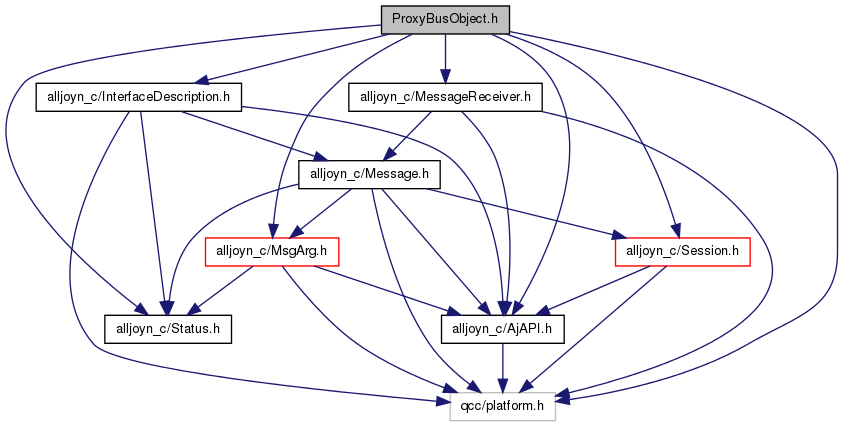 ProxyBusObject.h
alljoyn_c/InterfaceDescription.h
alljoyn_c/MessageReceiver.h
alljoyn_c/Message.h
alljoyn_c/MsgArg.h
alljoyn_c/Session.h
alljoyn_c/Status.h
alljoyn_c/AjAPI.h
qcc/platform.h